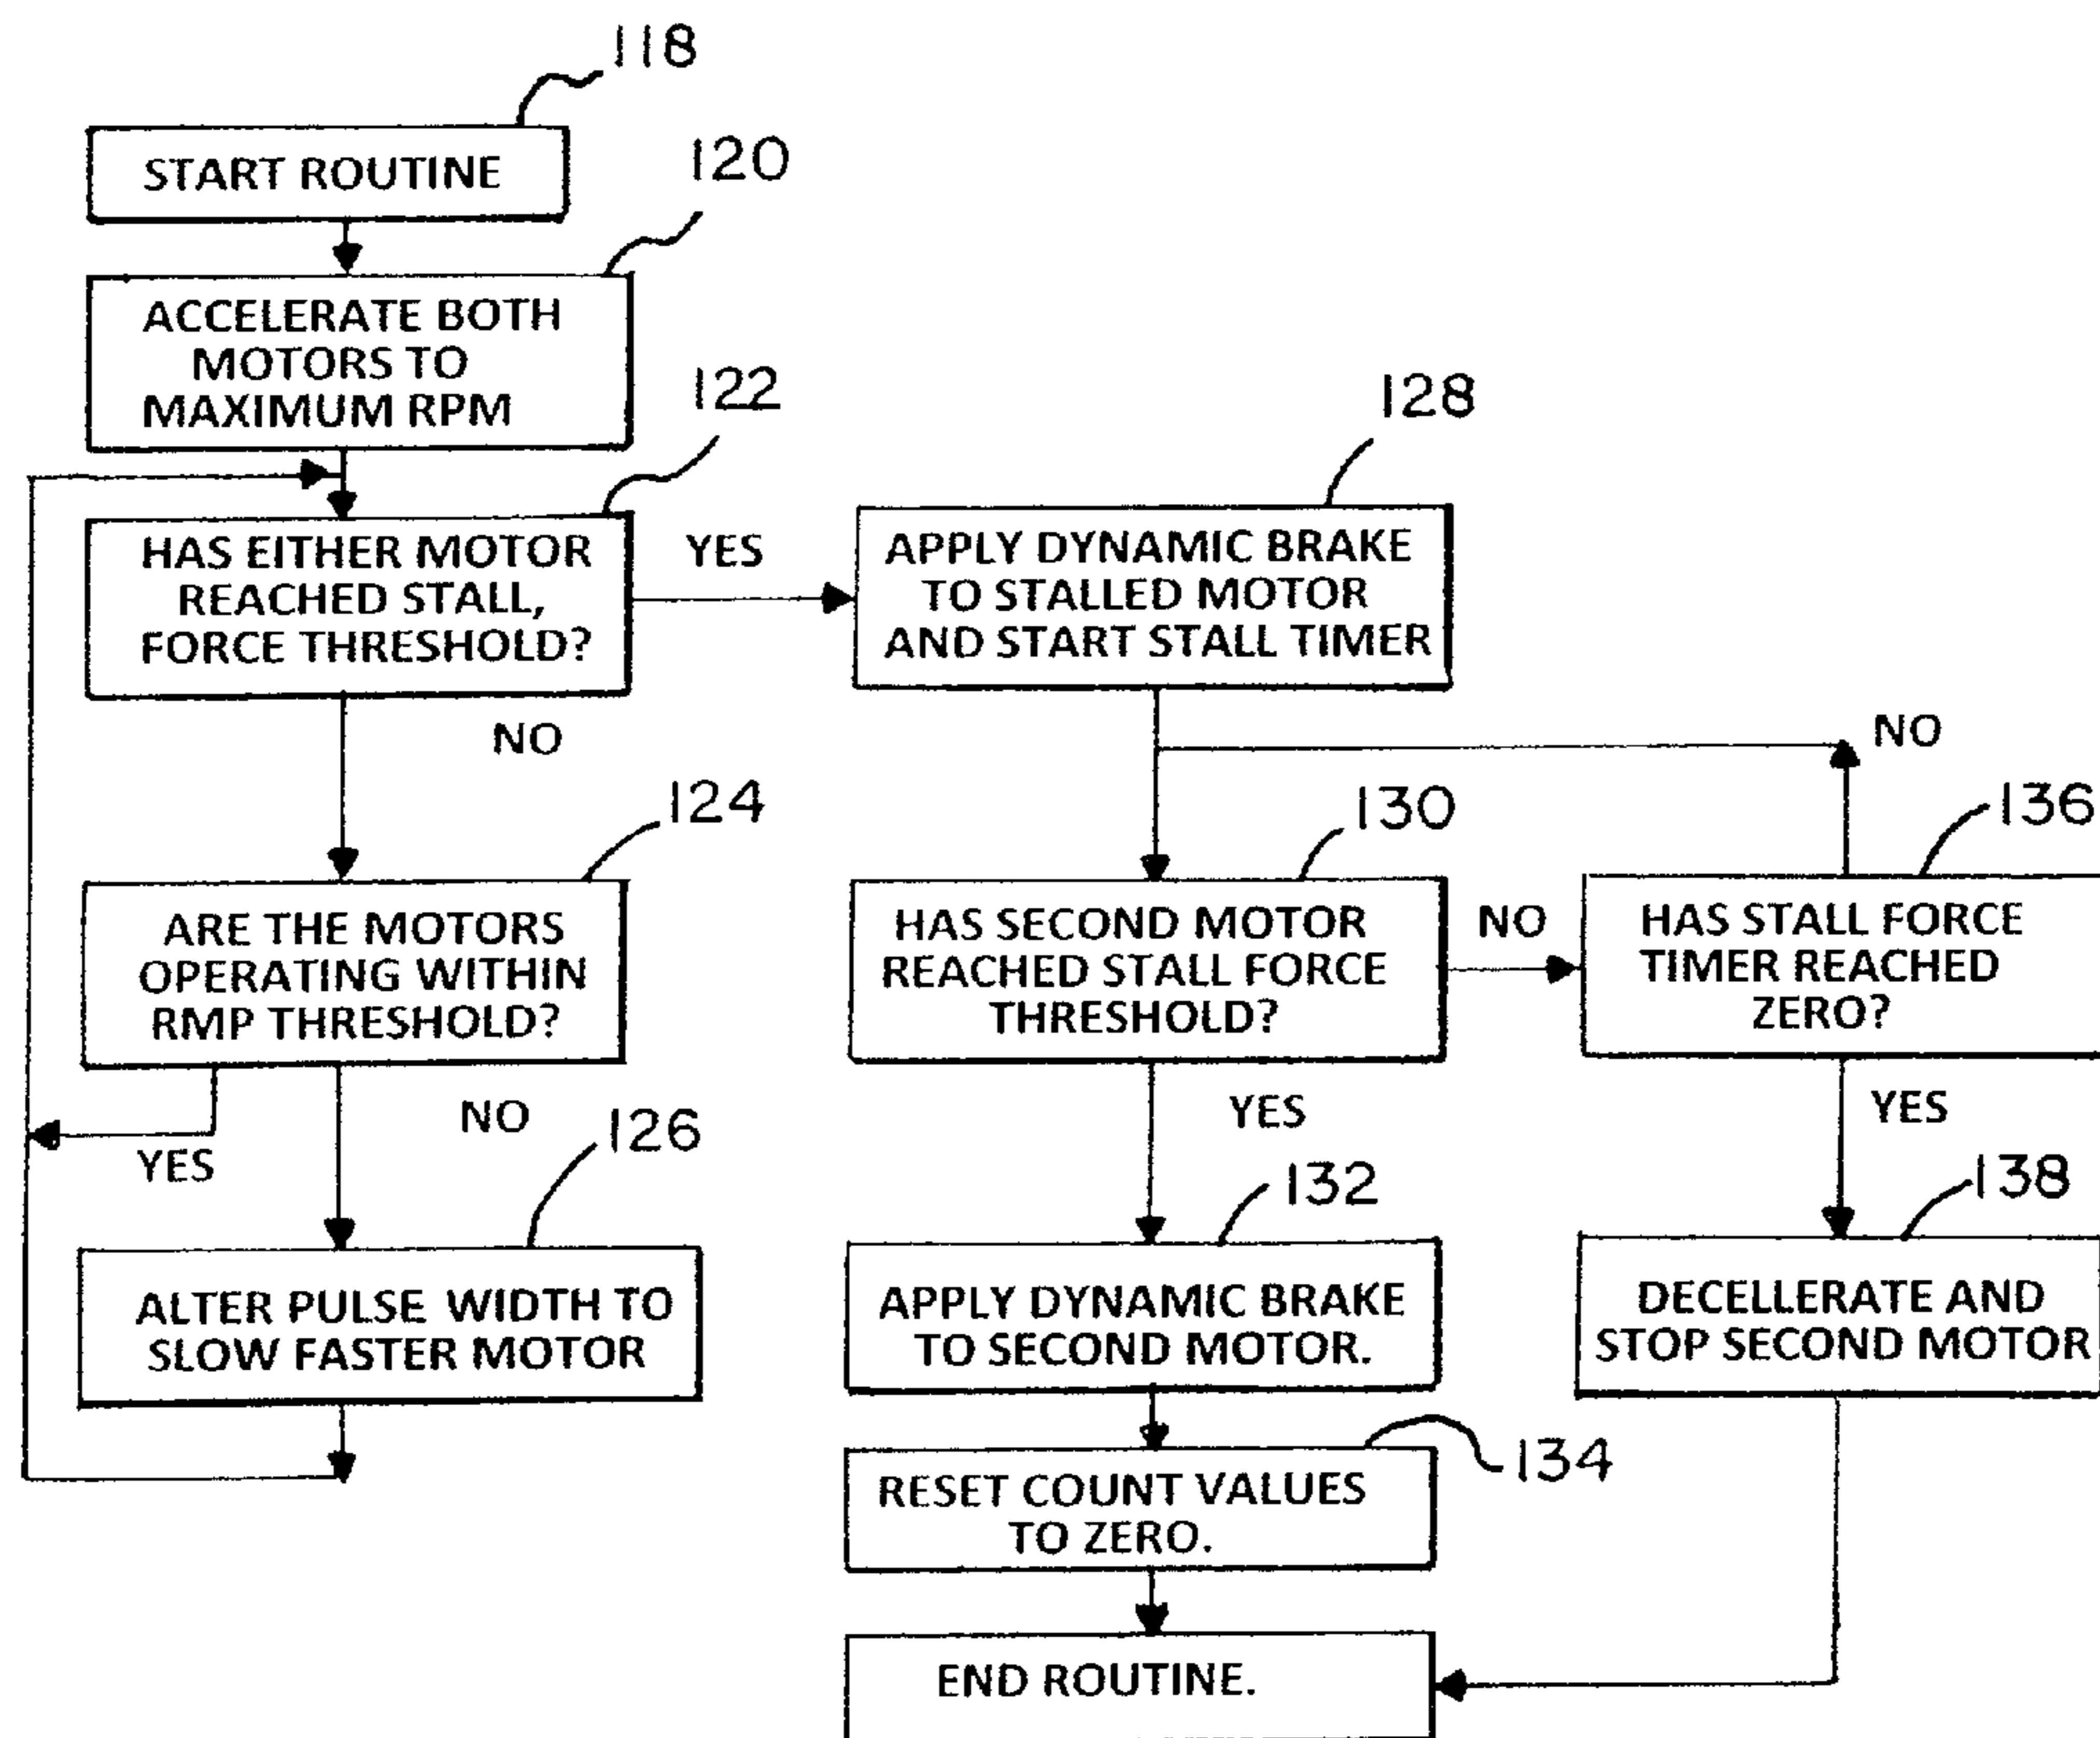 118
START ROUTINE
120
ACCELERATE BOTH
MOTORS TO
MAXIMUM RPM
122
HAS EITHER MOTOR
REACHED STALL,
FORCE THRESHOLD?
YES
NO
128
APPLY DYNAMIC BRAKE
TO STALLED MOTOR
AND START STALL TIMER
NO
124
ARE THE MOTORS
OPERATING WITHIN
RMP THRESHOLD?
YES
NO
130
HAS SECOND MOTOR
REACHED STALL FORCE
THRESHOLD?
NO
YES
136
HAS STALL FORCE
TIMER REACHED
ZERO?
YES
126
ALTER PULSE WIDTH TO
SLOW FASTER MOTOR
132
APPLY DYNAMIC BRAKE
TO SECOND MOTOR.
138
DECELLERATE AND
STOP SECOND MOTOR
134
RESET COUNT VALUES
TO ZERO.
END ROUTINE.